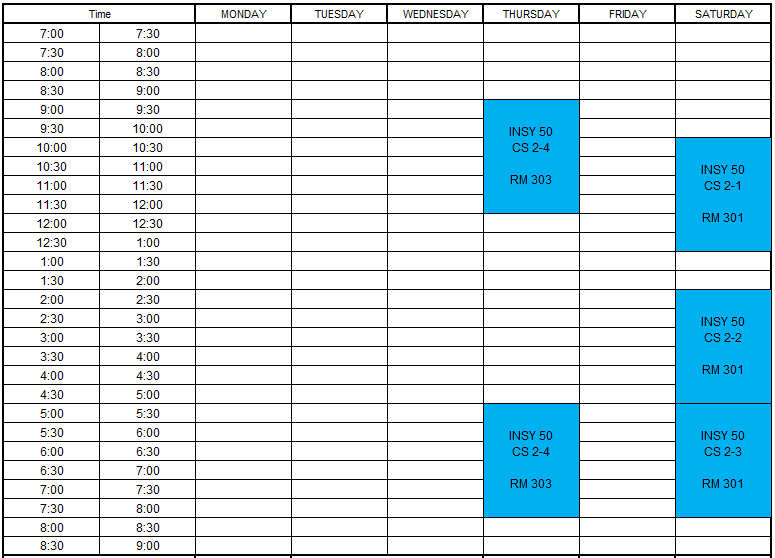 Time MONDAY TUESDAY WEDNESDAY THURSDAY FRIDAY SATURDAY
7:00 7:30
7:30 8:00
8:00 8:30
8:30 9:00
9:00 9:30
9:30 10:00
INSY 50
CS 2-4
RM 303
10:00 10:30
10:30 11:00
11:00 11:30
11:30 12:00
INSY 50
CS 2-1
RM 301
12:00 12:30
12:30 1:00
1:00 1:30
1:30 2:00
2:00 2:30
2:30 3:00
3:00 3:30
3:30 4:00
4:00 4:30
4:30 5:00
INSY 50
CS 2-2
RM 301
5:00 5:30
5:30 6:00
6:00 6:30
6:30 7:00
7:00 7:30
7:30 8:00
INSY 50
CS 2-4
RM 303
INSY 50
CS 2-3
RM 301
8:00 8:30
8:30 9:00